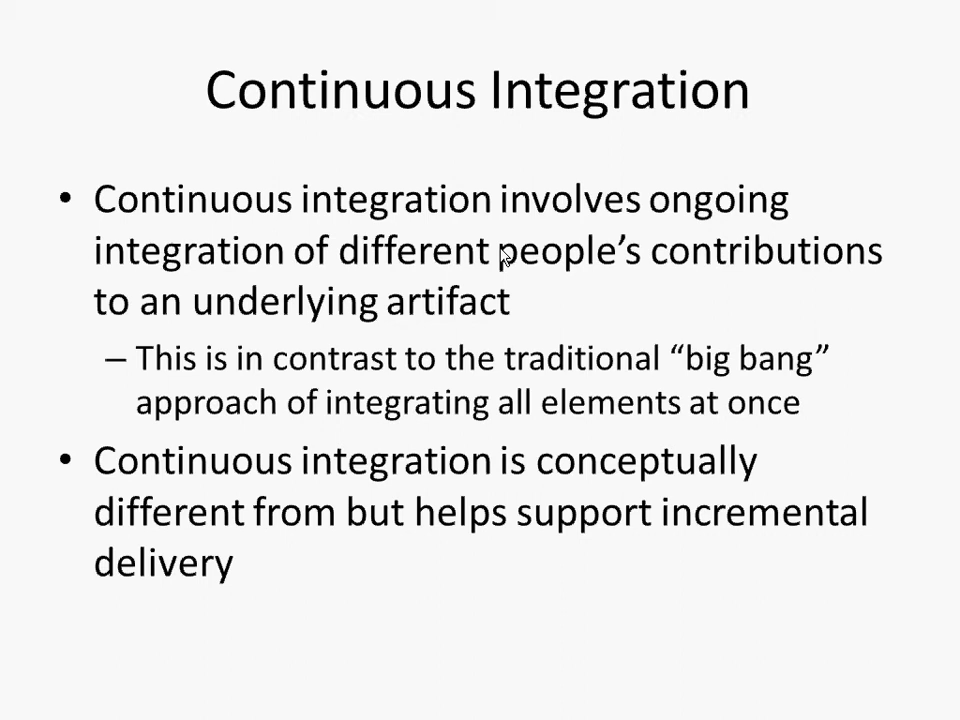 Continuous Integration
• Continuous integration involves ongoing
integration of different people’s contributions
to an underlying artifact
– This is in contrast to the traditional “big bang”
approach of integrating all elements at once
• Continuous integration is conceptually
different from but helps support incremental
delivery